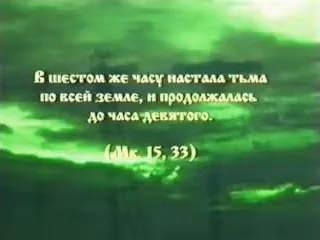 В шестом же часу настала тьма
по всей земле, и продолжалась
до часа девятого.
(Мк. 15, 33)